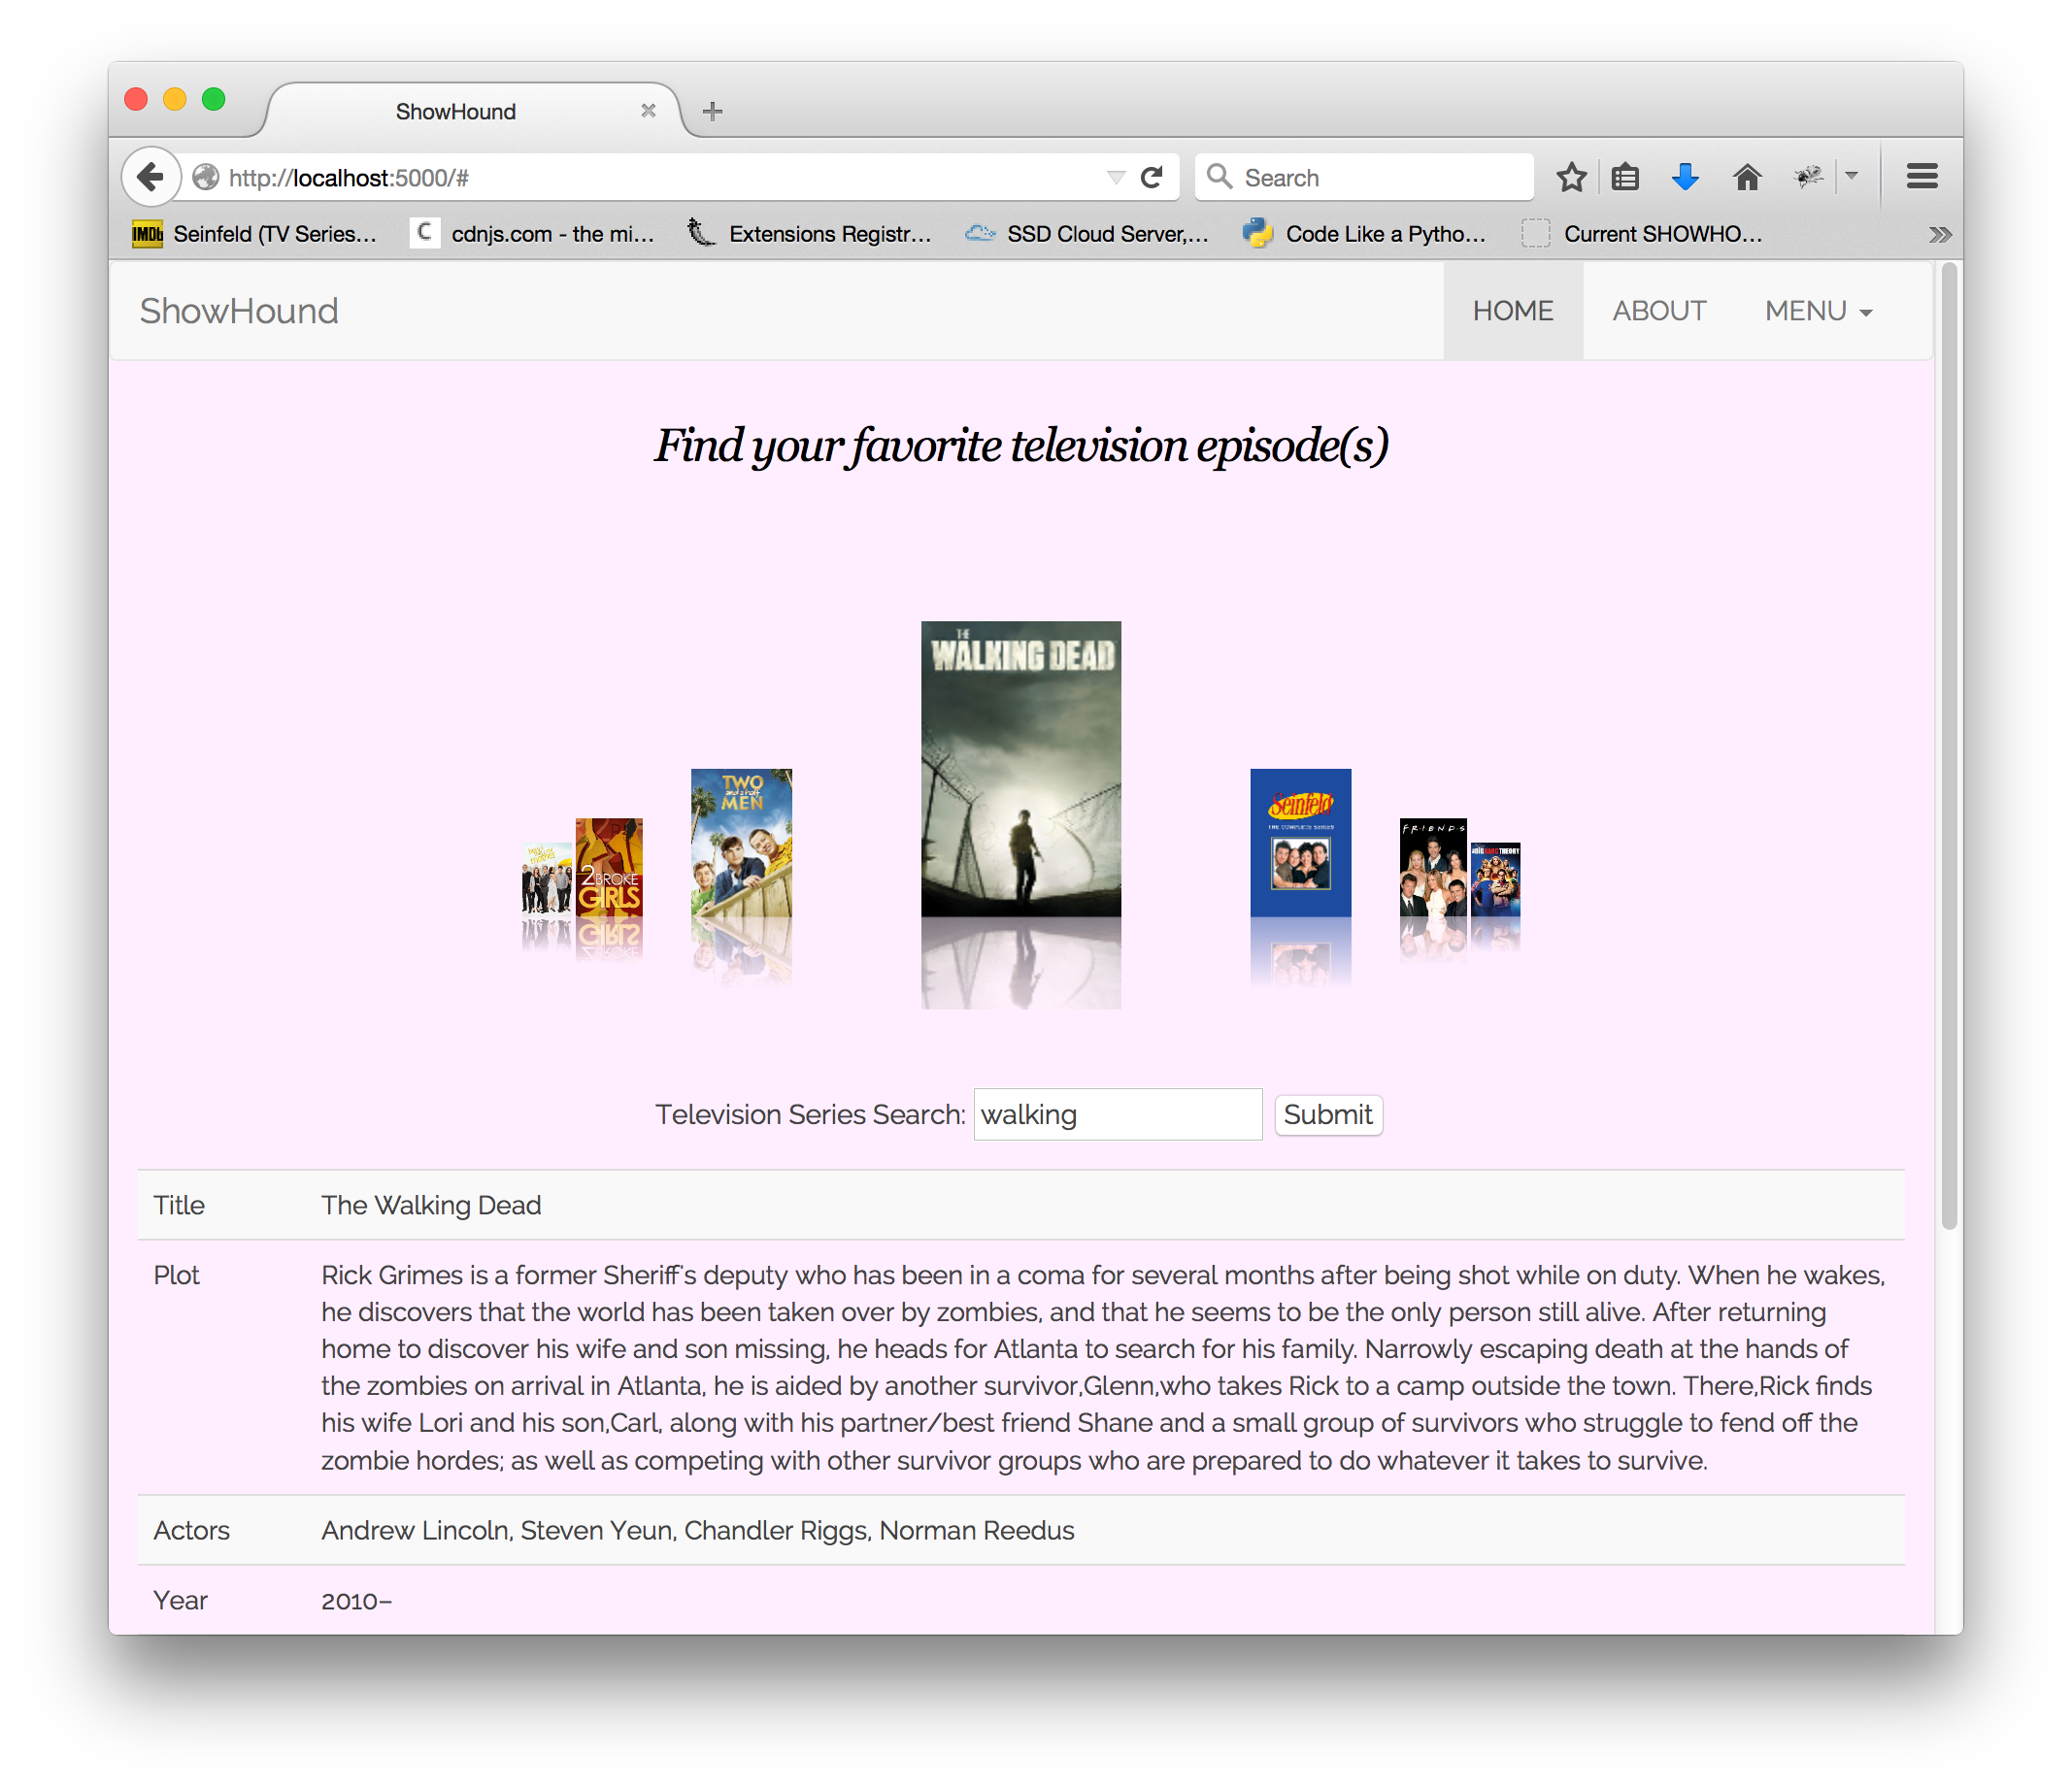 ShowHound
http://localhost:5000/#
Search
IMDb
Seinfeld (TV Series...
C
cdnjs.com - the mi...
Extensions Registr...
SSD Cloud Server,...
Code Like a Pytho...
Current SHOWHO...
ShowHound
HOME
ABOUT
MENU
Find your favorite television episode(s)
THE
WALKING DEAD
TWO
and a half
MEN
Seinfeld
THE COMPLETE SERIES
FRIENDS
2 BROKE
GIRLS
BIG BANG THEORY
Television Series Search: walking Submit
Title The Walking Dead
Plot Rick Grimes is a former Sheriff's deputy who has been in a coma for several months after being shot while on duty. When he wakes,
he discovers that the world has been taken over by zombies, and that he seems to be the only person still alive. After returning
home to discover his wife and son missing, he heads for Atlanta to search for his family. Narrowly escaping death at the hands of
the zombies on arrival in Atlanta, he is aided by another survivor,Glenn,who takes Rick to a camp outside the town. There,Rick finds
his wife Lori and his son,Carl, along with his partner/best friend Shane and a small group of survivors who struggle to fend off the
zombie hordes; as well as competing with other survivor groups who are prepared to do whatever it takes to survive.
Actors Andrew Lincoln, Steven Yeun, Chandler Riggs, Norman Reedus
Year 2010–